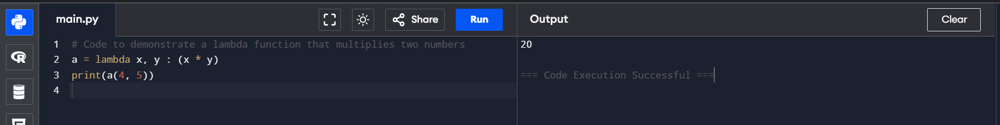 main.py
Share
Run
Output
Clear
1 # Code to demonstrate a lambda function that multiplies two numbers
2 a = lambda x, y : (x * y)
3 print(a(4, 5))
4
20
=== Code Execution Successful ===